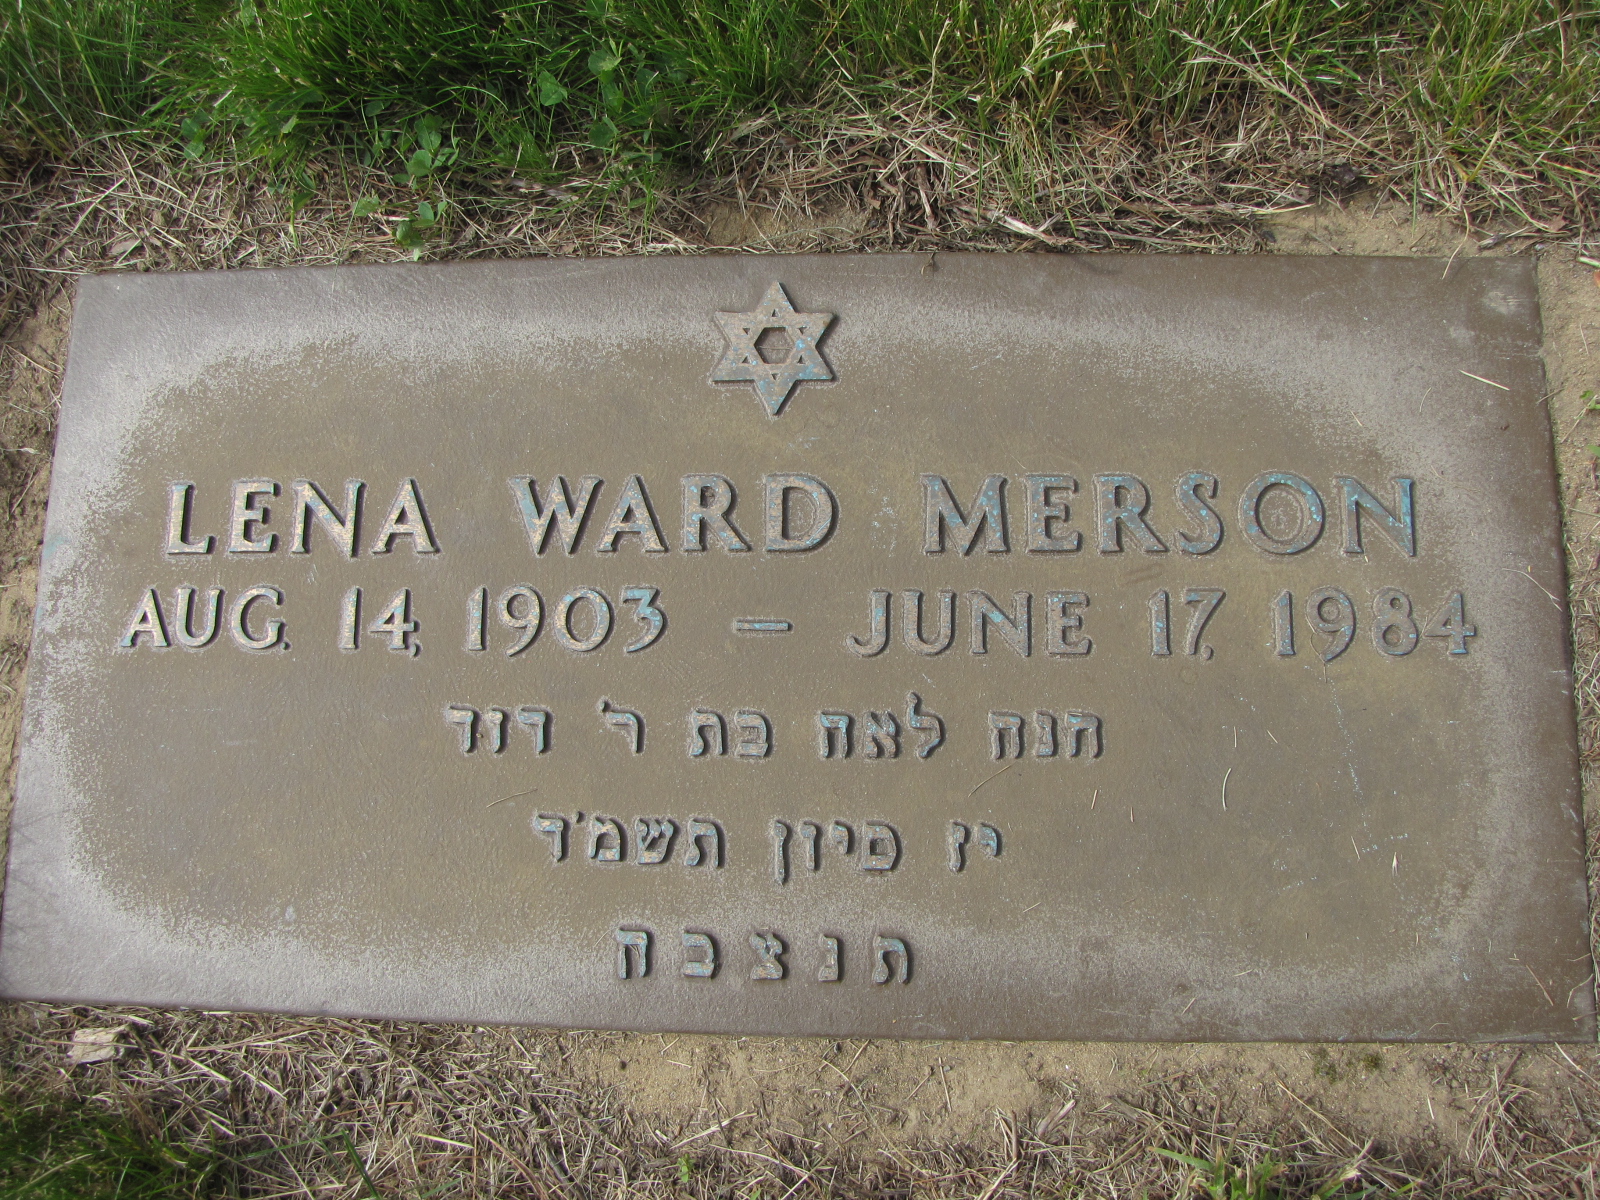 LENA WARD MERSON
AUG. 14, 1903 – JUNE 17, 1984
חנה לאה בת ר' דוד
יז סיון תשמ'ד
תנצבה